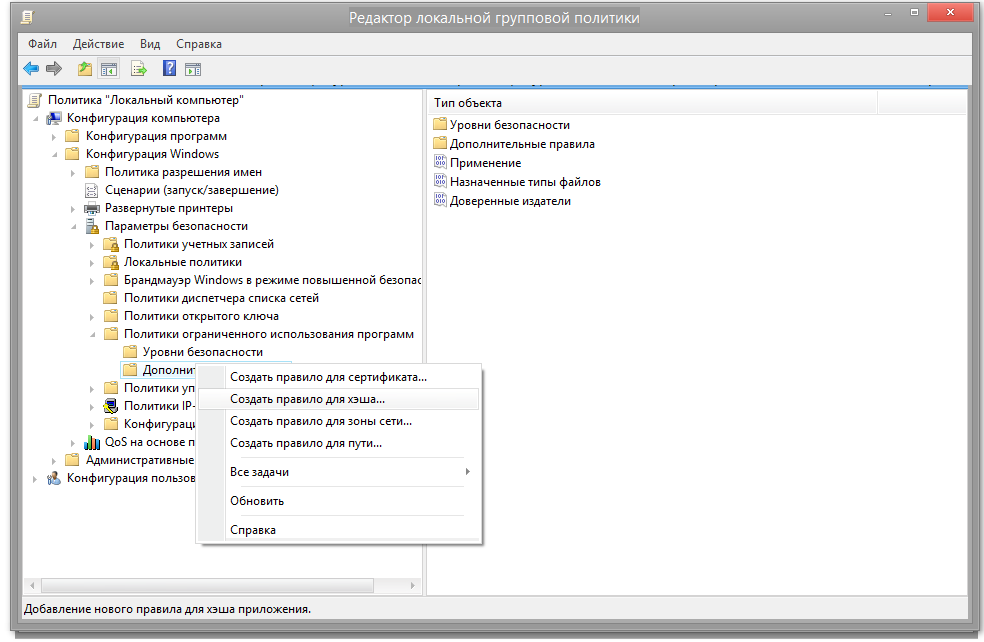 Редактор локальной групповой политики
Файл Действие Вид Справка
Политика "Локальный компьютер"
Конфигурация компьютера
Конфигурация программ
Конфигурация Windows
Политика разрешения имен
Сценарии (запуск/завершение)
Развернутые принтеры
Параметры безопасности
Политики учетных записей
Локальные политики
Брандмауэр Windows в режиме повышенной безопас
Политики диспетчера списка сетей
Политики открытого ключа
Политики ограниченного использования программ
Уровни безопасности
Дополнит
Политики уп
Политики IP-
Конфигураци
QoS на основе п
Административные
Конфигурация пользов
Тип объекта
Уровни безопасности
Дополнительные правила
Применение
Назначенные типы файлов
Доверенные издатели
Создать правило для сертификата...
Создать правило для хэша...
Создать правило для зоны сети...
Создать правило для пути...
Все задачи
Обновить
Справка
Добавление нового правила для хэша приложения.